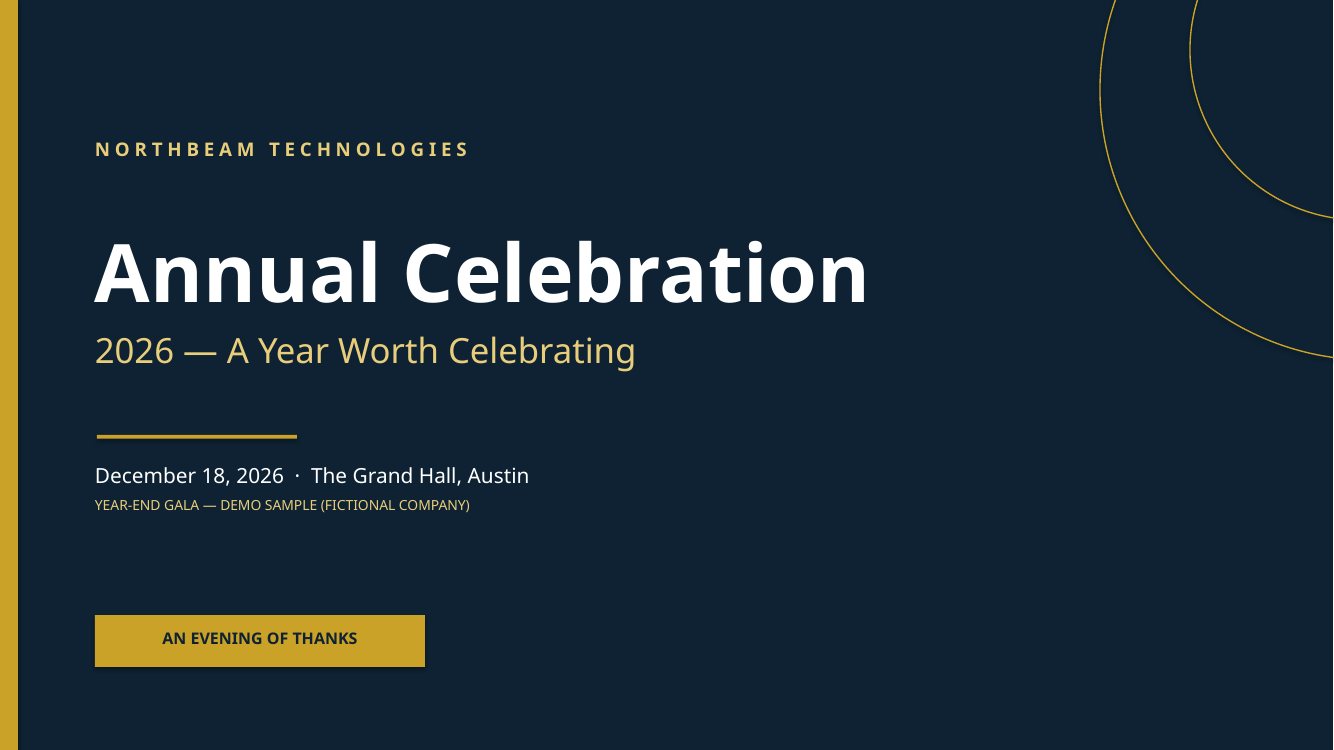 NORTHBEAM TECHNOLOGIES
Annual Celebration
2026 — A Year Worth Celebrating
December 18, 2026 · The Grand Hall, Austin
YEAR-END GALA — DEMO SAMPLE (FICTIONAL COMPANY)
AN EVENING OF THANKS